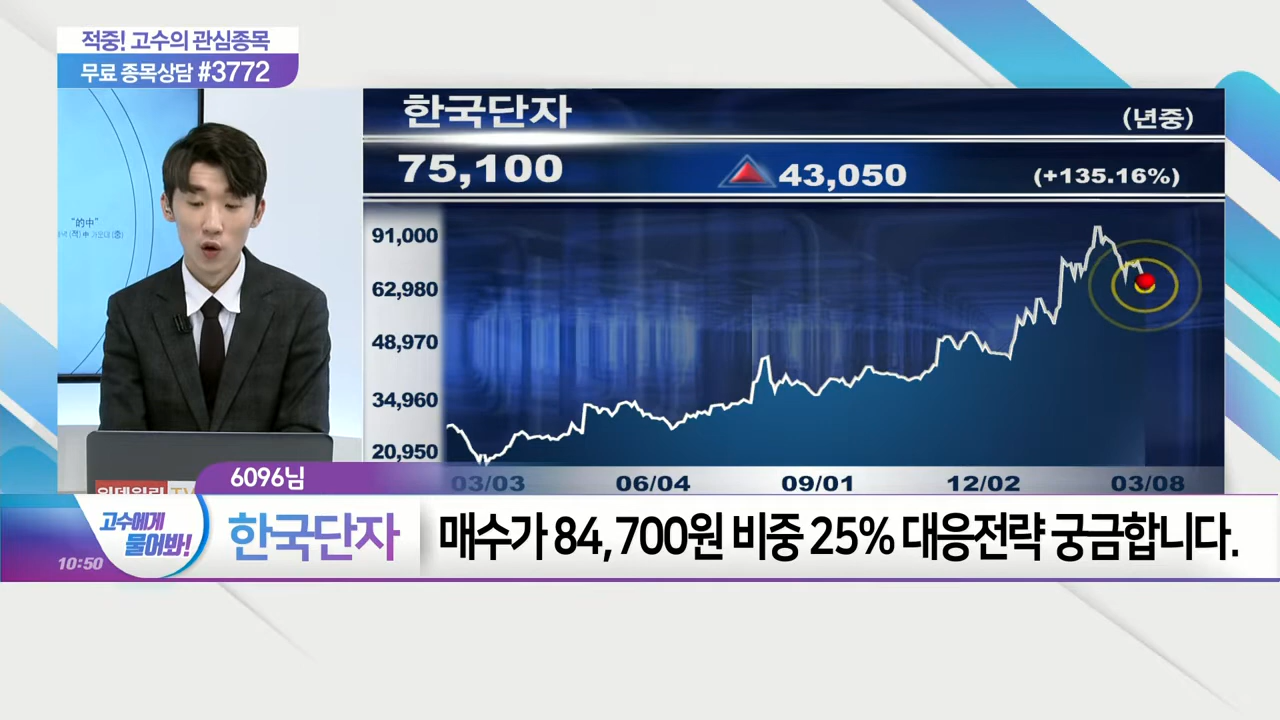 적중! 고수의 관심종목
무료 종목상담 #3772
"的中"
한국단자
(년중)
75,100
43,050
(+135.16%)
91,000
62,980
48,970
34,960
20,950
03/03
06/04
09/01
12/02
03/08
6096님
고수에게
물어봐!
10:50
한국단자
매수가 84,700원 비중 25% 대응전략 궁금합니다.